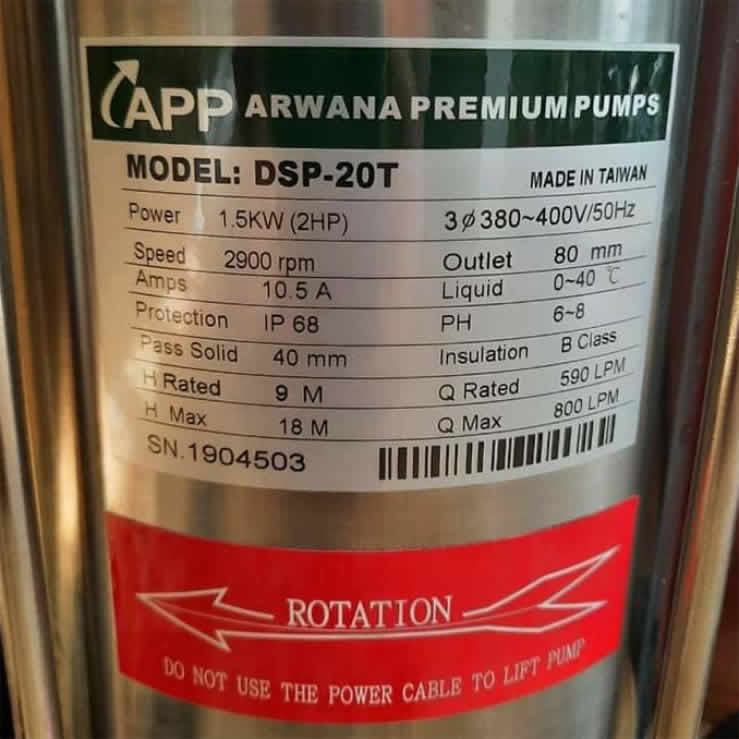 APP ARWANA PREMIUM PUMPS
MODEL: DSP-20T MADE IN TAIWAN
Power 1.5KW (2HP) 3ø380~400V/50Hz
Speed 2900 rpm Outlet 80 mm
Amps 10.5 A Liquid 0~40 ℃
Protection IP 68 PH 6~8
Pass Solid 40 mm Insulation B Class
H Rated 9 M Q Rated 590 LPM
H Max 18 M Q Max 800 LPM
SN.1904503
ROTATION
DO NOT USE THE POWER CABLE TO LIFT PUMP